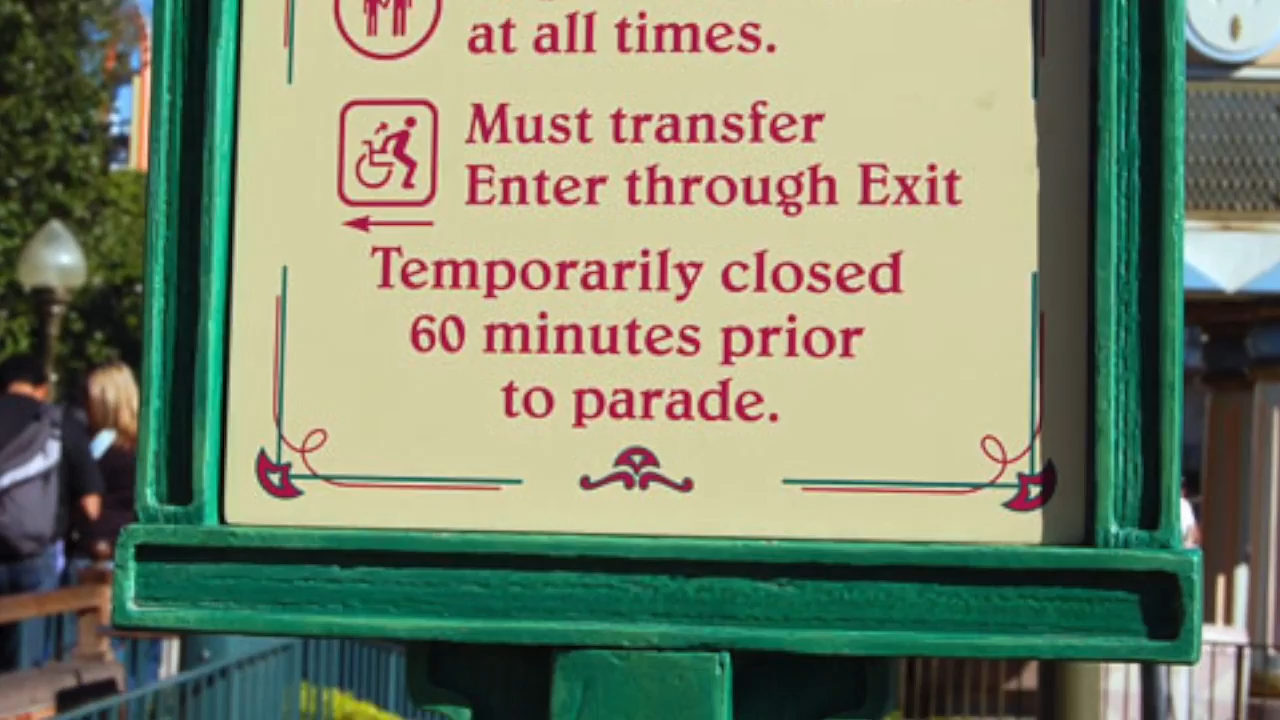 at all times.
Must transfer
Enter through Exit
Temporarily closed
60 minutes prior
to parade.